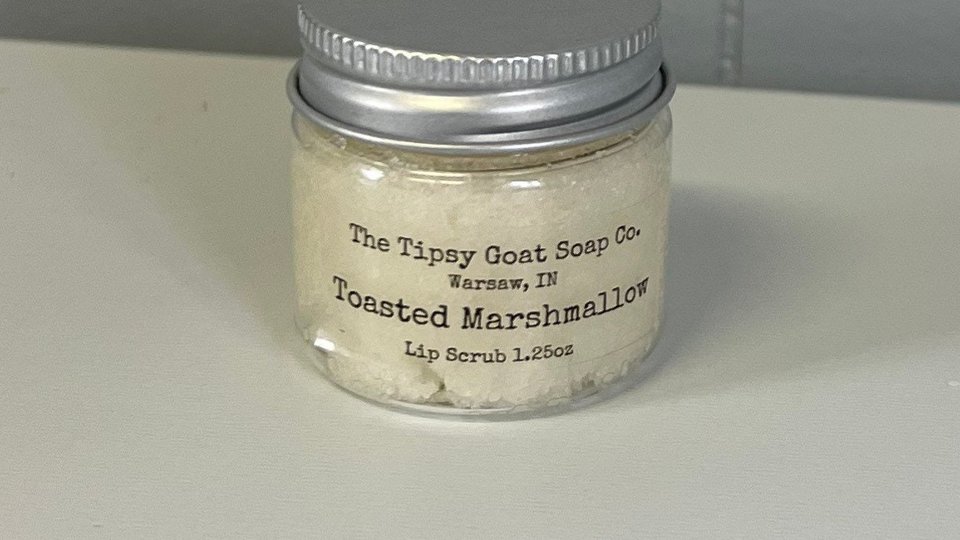 The Tipsy Goat Soap Co.
Warsaw, IN
Toasted Marshmallow
Lip Scrub 1.25oz